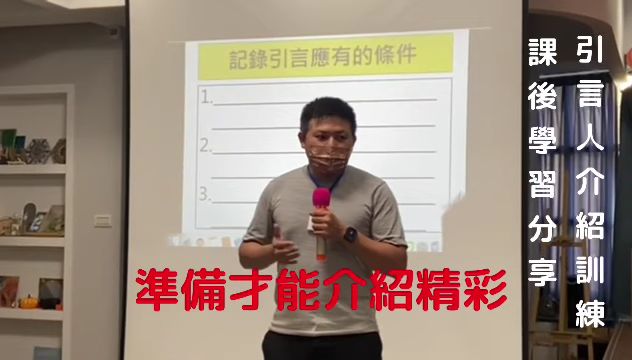 記錄引言應有的條件
1.
2.
3.
引言人介紹訓練
課後學習分享
準備才能介紹精彩